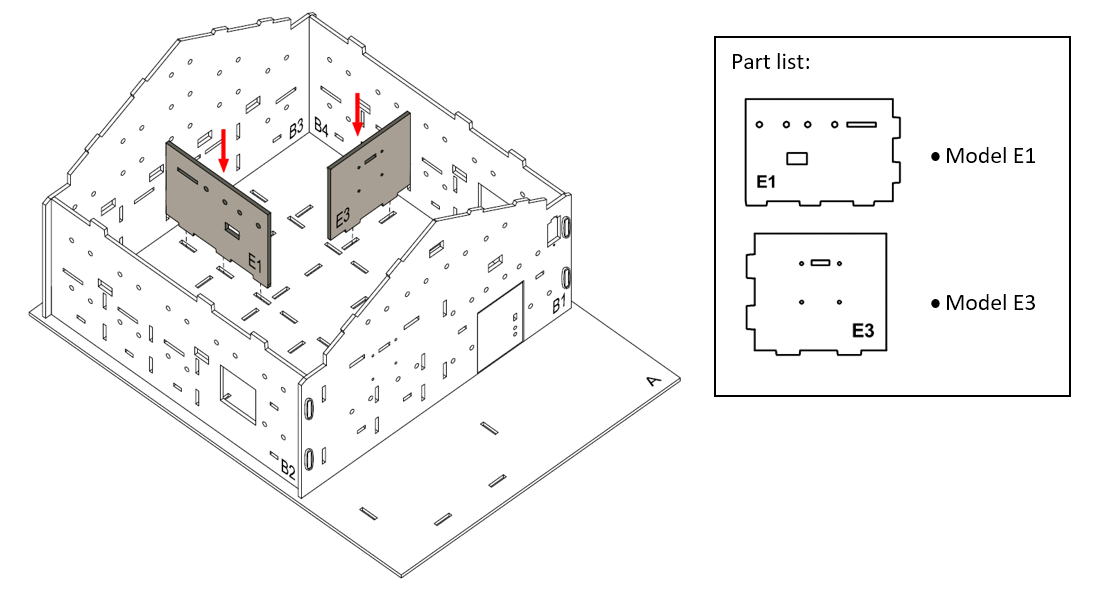 B3
B4
E3
E1
B1
B2
A
Part list:
E1
• Model E1
E3
• Model E3